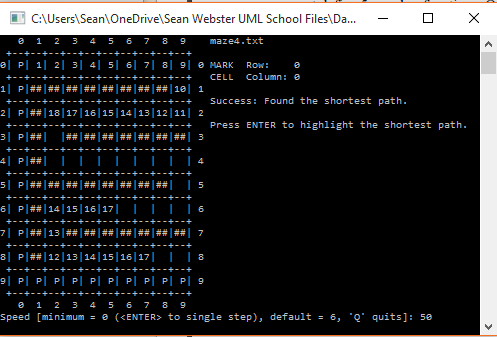 C:\Users\Sean\OneDrive\Sean Webster UML School Files\Da...
   0  1  2  3  4  5  6  7  8  9    maze4.txt
 +--+--+--+--+--+--+--+--+--+--+
0| P| 1| 2| 3| 4| 5| 6| 7| 8| 9| 0 MARK  Row:    0
 +--+--+--+--+--+--+--+--+--+--+   CELL  Column: 0
1| P|##|##|##|##|##|##|##|##|10| 1
 +--+--+--+--+--+--+--+--+--+--+   Success: Found the shortest path.
2| P|##|18|17|16|15|14|13|12|11| 2
 +--+--+--+--+--+--+--+--+--+--+   Press ENTER to highlight the shortest path.
3| P|##|  |##|##|##|##|##|##|##| 3
 +--+--+--+--+--+--+--+--+--+--+
4| P|##|  |  |  |  |  |  |  |  | 4
 +--+--+--+--+--+--+--+--+--+--+
5| P|##|##|##|##|##|##|##|##|  | 5
 +--+--+--+--+--+--+--+--+--+--+
6| P|##|14|15|16|17|  |  |  |  | 6
 +--+--+--+--+--+--+--+--+--+--+
7| P|##|13|##|##|##|##|##|##|##| 7
 +--+--+--+--+--+--+--+--+--+--+
8| P|##|12|13|14|15|16|17|  |  | 8
 +--+--+--+--+--+--+--+--+--+--+
9| P| P| P| P| P| P| P| P| P| P| 9
 +--+--+--+--+--+--+--+--+--+--+
   0  1  2  3  4  5  6  7  8  9
Speed [minimum = 0 (<ENTER> to single step), default = 6, 'Q' quits]: 50